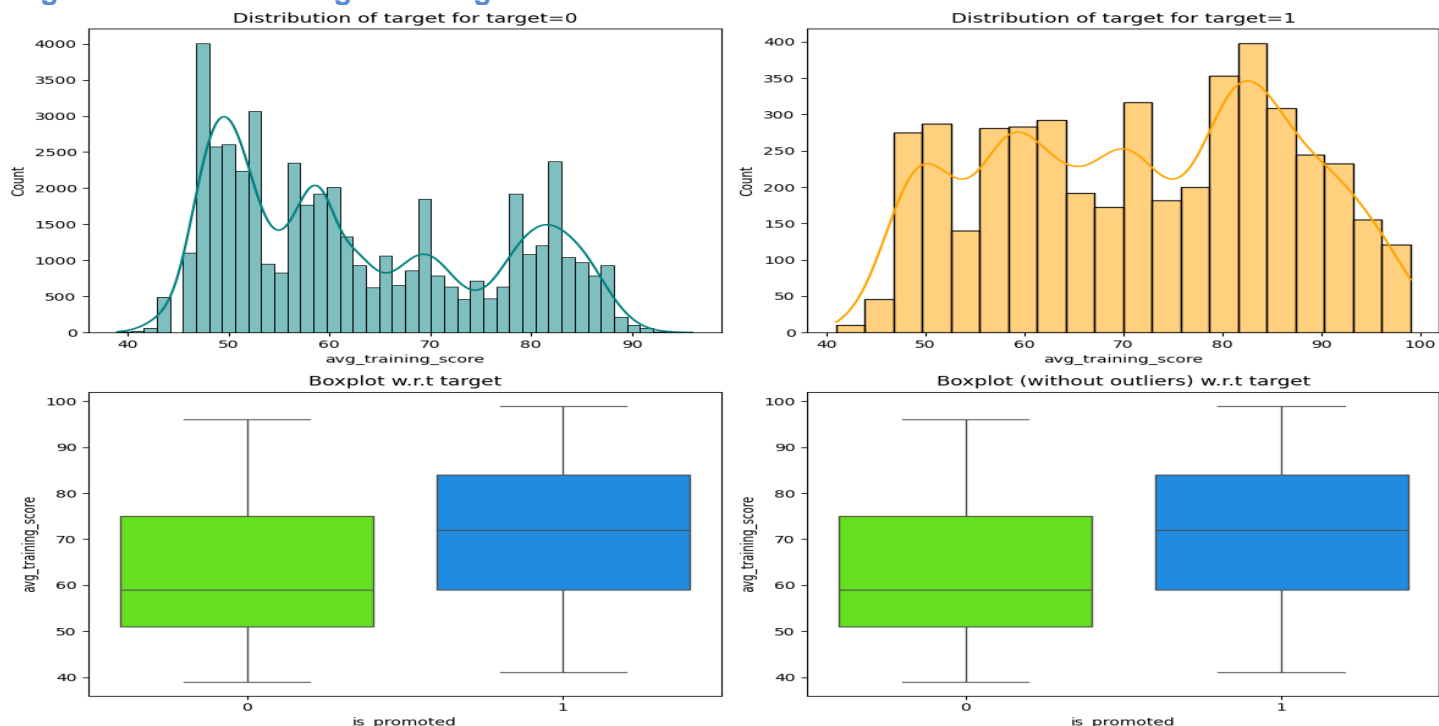 Distribution of target for target=0
Count
4000
3500
3000
2500
2000
1500
1000
500
0
40 50 60 70 80 90
avg_training_score
Distribution of target for target=1
Count
400
350
300
250
200
150
100
50
0
40 50 60 70 80 90 100
avg_training_score
Boxplot w.r.t target
avg_training_score
100
90
80
70
60
50
40
0 1
is_promoted
Boxplot (without outliers) w.r.t target
avg_training_score
100
90
80
70
60
50
40
0 1
is_promoted